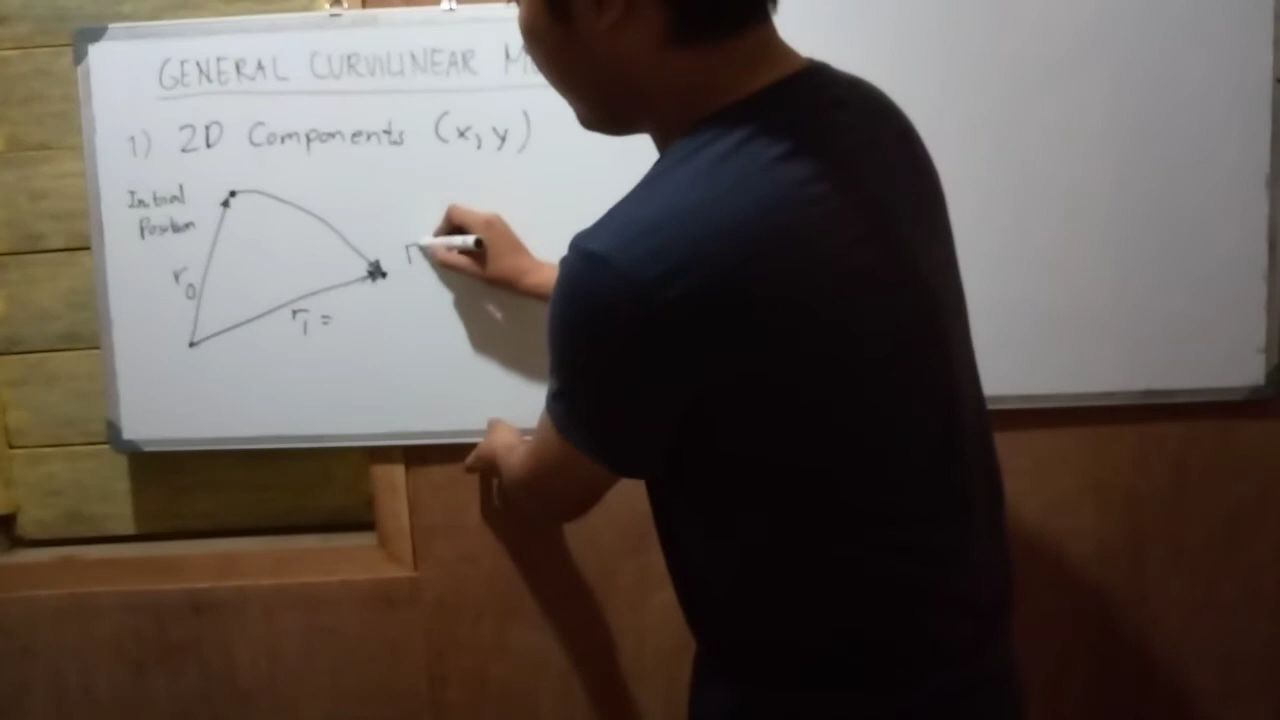 GENERAL CURVILINEAR
1) 2D Components (x, y)
Initial
Position
r0
r1 =